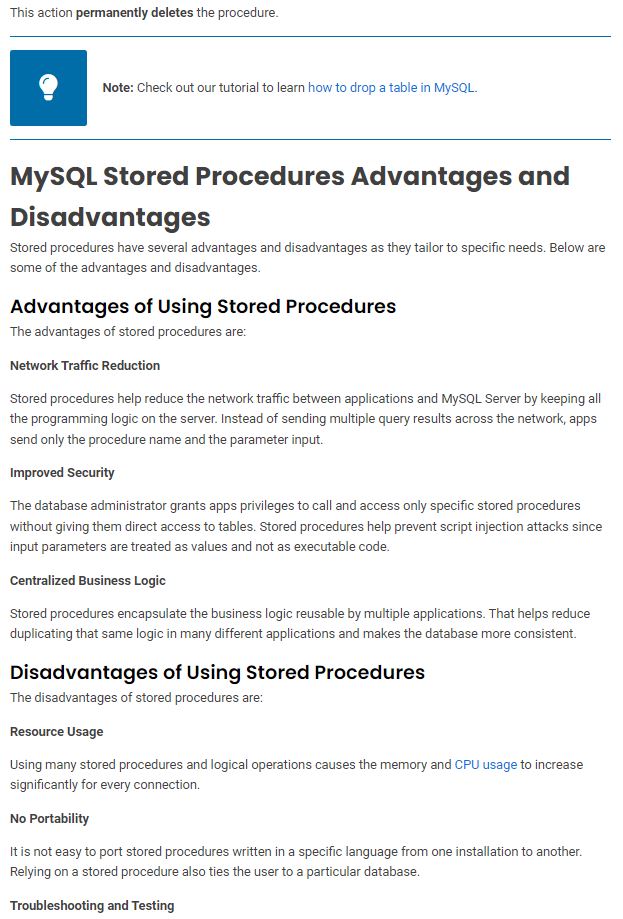 This action permanently deletes the procedure.
Note: Check out our tutorial to learn how to drop a table in MySQL.
MySQL Stored Procedures Advantages and
Disadvantages
Stored procedures have several advantages and disadvantages as they tailor to specific needs. Below are
some of the advantages and disadvantages.
Advantages of Using Stored Procedures
The advantages of stored procedures are:
Network Traffic Reduction
Stored procedures help reduce the network traffic between applications and MySQL Server by keeping all
the programming logic on the server. Instead of sending multiple query results across the network, apps
send only the procedure name and the parameter input.
Improved Security
The database administrator grants apps privileges to call and access only specific stored procedures
without giving them direct access to tables. Stored procedures help prevent script injection attacks since
input parameters are treated as values and not as executable code.
Centralized Business Logic
Stored procedures encapsulate the business logic reusable by multiple applications. That helps reduce
duplicating that same logic in many different applications and makes the database more consistent.
Disadvantages of Using Stored Procedures
The disadvantages of stored procedures are:
Resource Usage
Using many stored procedures and logical operations causes the memory and CPU usage to increase
significantly for every connection.
No Portability
It is not easy to port stored procedures written in a specific language from one installation to another.
Relying on a stored procedure also ties the user to a particular database.
Troubleshooting and Testing